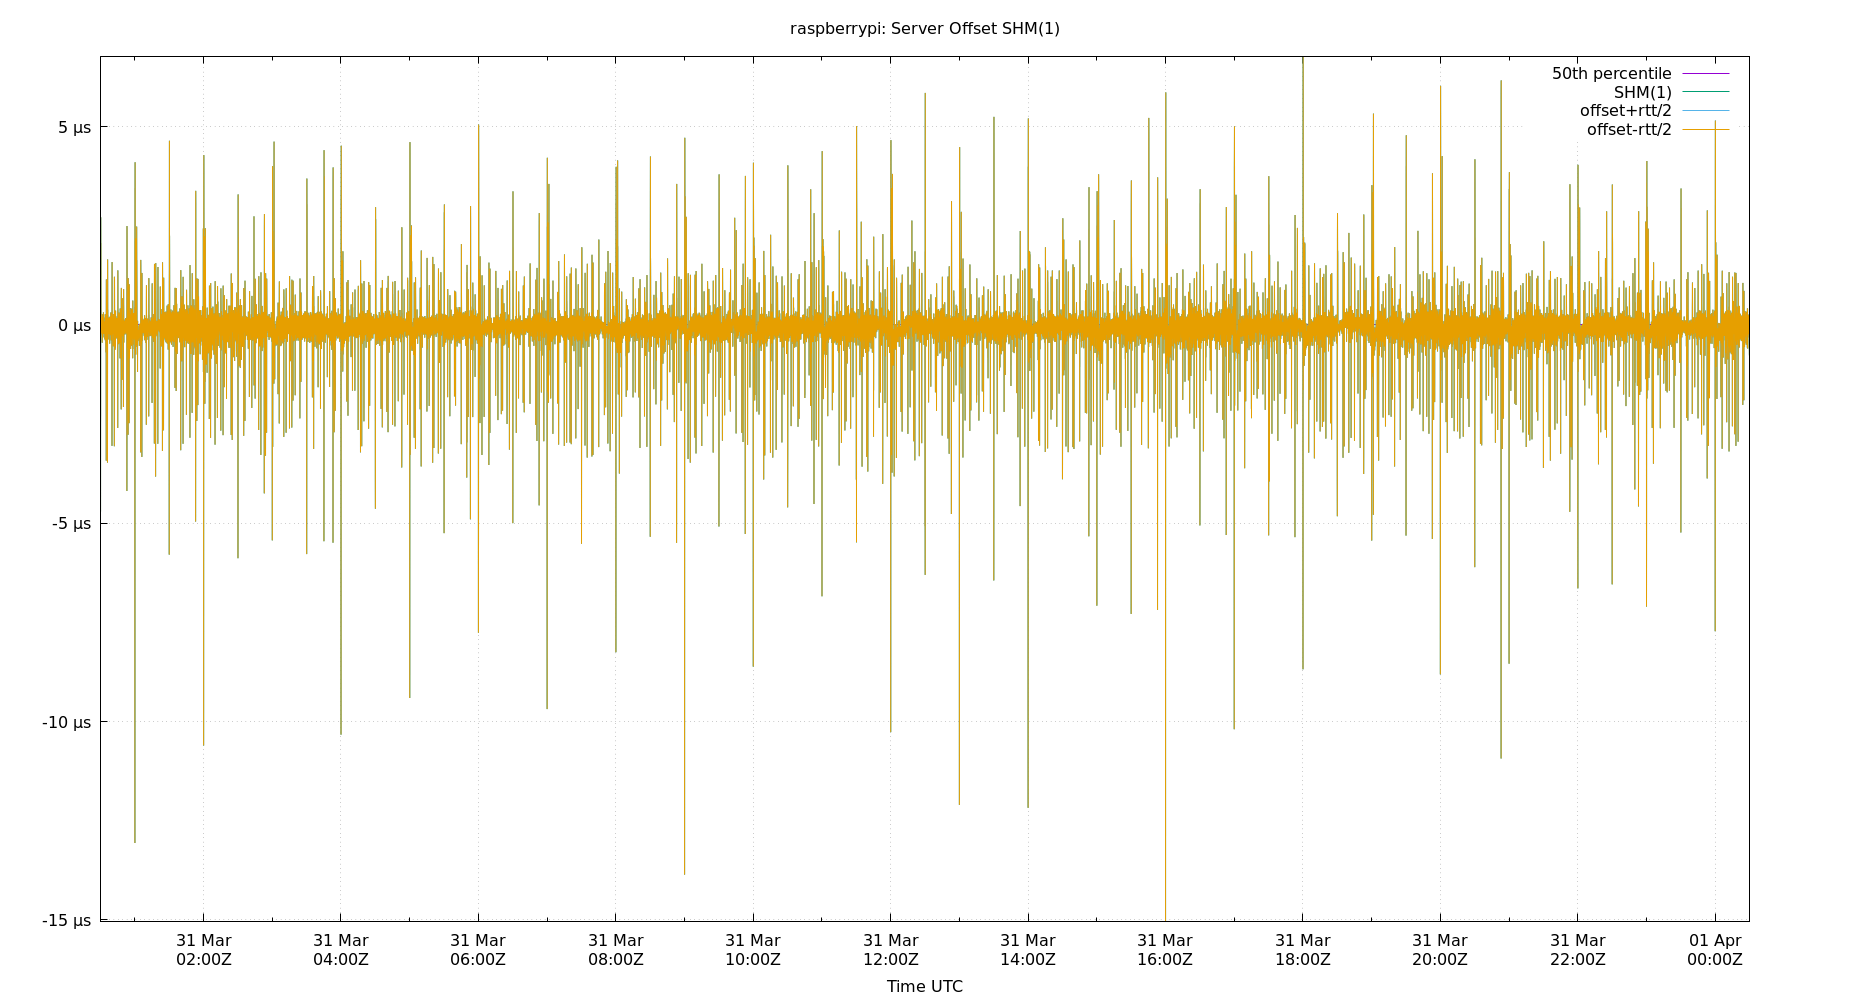 raspberrypi: Server Offset SHM(1)
50th percentile
SHM(1)
offset+rtt/2
offset-rtt/2
5 µs
0 µs
-5 µs
-10 µs
-15 µs
31 Mar 31 Mar 31 Mar 31 Mar 31 Mar 31 Mar 31 Mar 31 Mar 31 Mar 31 Mar 31 Mar 01 Apr
02:00Z 04:00Z 06:00Z 08:00Z 10:00Z 12:00Z 14:00Z 16:00Z 18:00Z 20:00Z 22:00Z 00:00Z
Time UTC